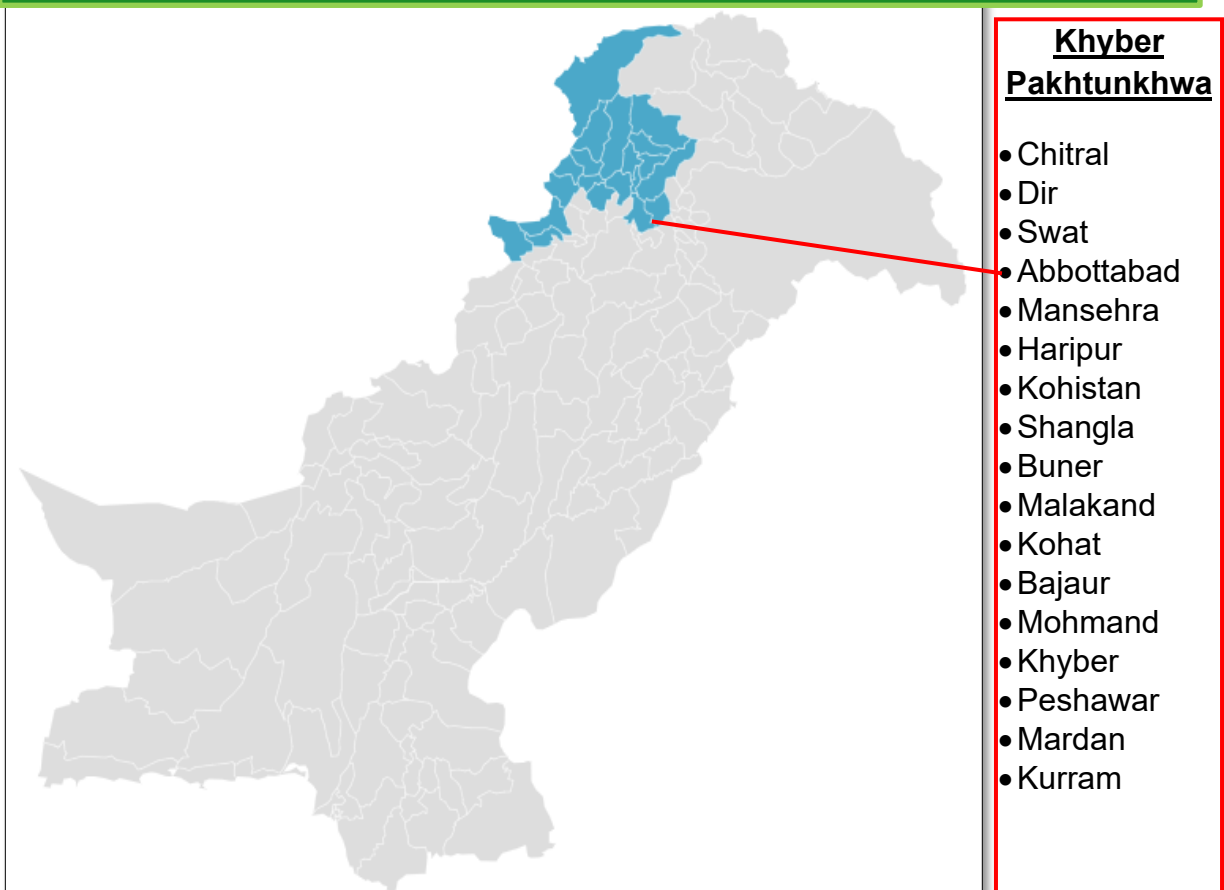 Khyber
Pakhtunkhwa
• Chitral
• Dir
• Swat
• Abbottabad
• Mansehra
• Haripur
• Kohistan
• Shangla
• Buner
• Malakand
• Kohat
• Bajaur
• Mohmand
• Khyber
• Peshawar
• Mardan
• Kurram